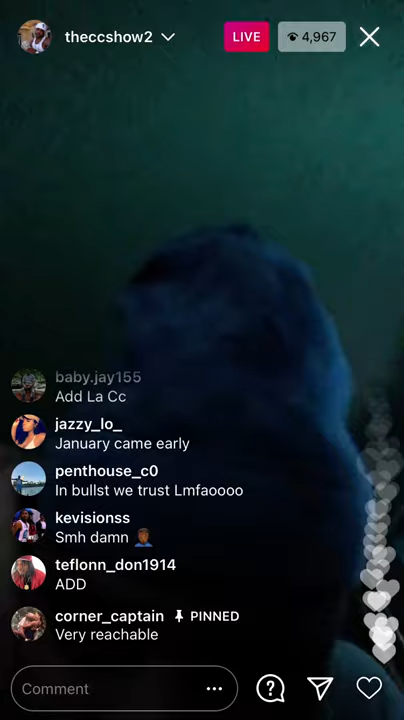 theccshow2
LIVE
4,967
baby.jay155
Add La Cc
jazzy_lo_
January came early
penthouse_c0
In bullst we trust Lmfaoooo
kevisionss
Smh damn 🤦🏾‍♂️
teflonn_don1914
ADD
corner_captain PINNED
Very reachable
Comment